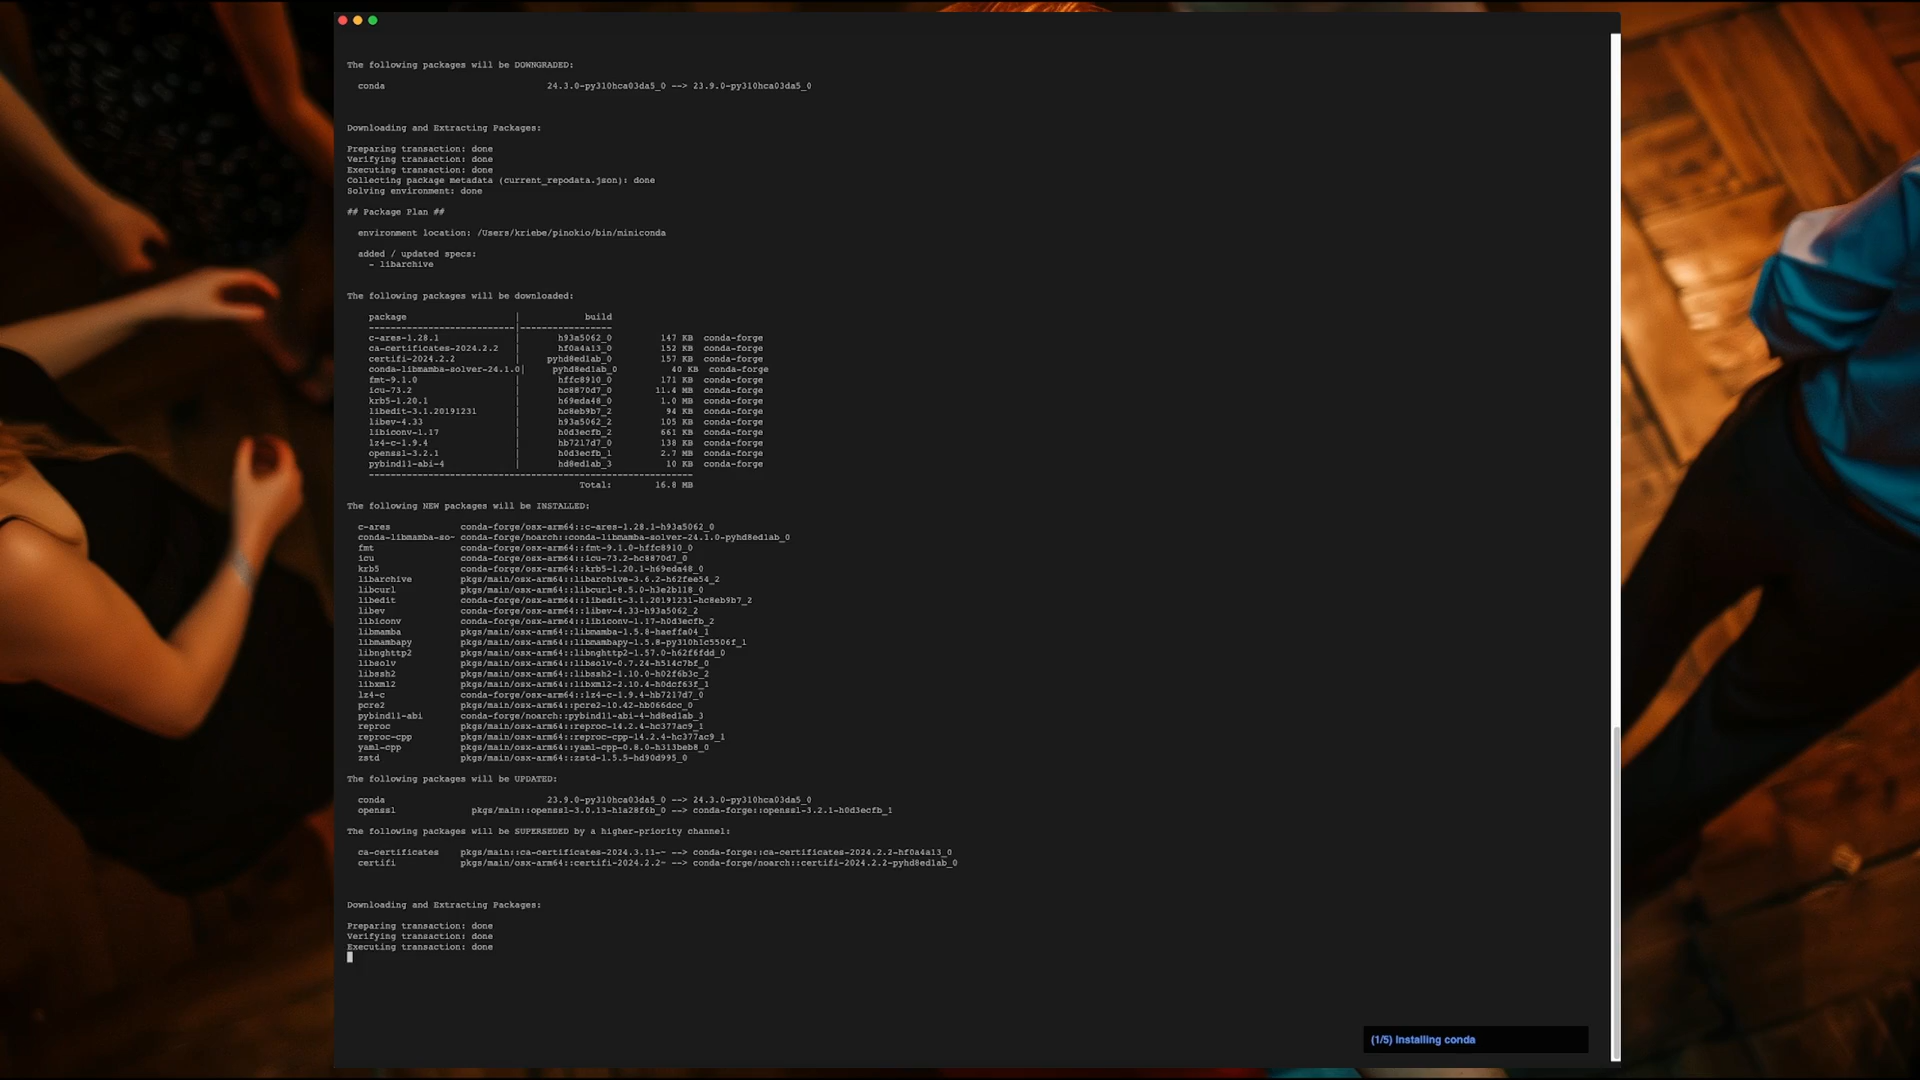 The following packages will be DOWNGRADED:
conda 24.3.0-py310hca03da5_0 --> 23.9.0-py310hca03da5_0
Downloading and Extracting Packages:
Preparing transaction: done
Verifying transaction: done
Executing transaction: done
Collecting package metadata (current_repodata.json): done
Solving environment: done
## Package Plan ##
environment location: /Users/kriebe/pinokio/bin/miniconda
added / updated specs:
- libarchive
The following packages will be downloaded:
package | build
---------------------------|-----------------
c-ares-1.28.1 | h93a5062_0 147 KB conda-forge
ca-certificates-2024.2.2 | hf0a4a13_0 152 KB conda-forge
certifi-2024.2.2 | pyhd8ed1ab_0 157 KB conda-forge
conda-libmamba-solver-24.1.0| pyhd8ed1ab_0 40 KB conda-forge
fmt-9.1.0 | hffc8910_0 171 KB conda-forge
icu-73.2 | hc8870d7_0 11.4 MB conda-forge
krb5-1.20.1 | h69eda48_0 1.0 MB conda-forge
libedit-3.1.20191231 | hc8eb9b7_2 94 KB conda-forge
libev-4.33 | h93a5062_2 105 KB conda-forge
libiconv-1.17 | h0d3ecfb_2 661 KB conda-forge
lz4-c-1.9.4 | hb7217d7_0 138 KB conda-forge
openssl-3.2.1 | h0d3ecfb_1 2.7 MB conda-forge
pybind11-abi-4 | hd8ed1ab_3 10 KB conda-forge
------------------------------------------------------------
Total: 16.8 MB
The following NEW packages will be INSTALLED:
c-ares conda-forge/osx-arm64::c-ares-1.28.1-h93a5062_0
conda-libmamba-so~ conda-forge/noarch::conda-libmamba-solver-24.1.0-pyhd8ed1ab_0
fmt conda-forge/osx-arm64::fmt-9.1.0-hffc8910_0
icu conda-forge/osx-arm64::icu-73.2-hc8870d7_0
krb5 conda-forge/osx-arm64::krb5-1.20.1-h69eda48_0
libarchive pkgs/main/osx-arm64::libarchive-3.6.2-h62fee54_2
libcurl pkgs/main/osx-arm64::libcurl-8.5.0-h3e2b118_0
libedit conda-forge/osx-arm64::libedit-3.1.20191231-hc8eb9b7_2
libev conda-forge/osx-arm64::libev-4.33-h93a5062_2
libiconv conda-forge/osx-arm64::libiconv-1.17-h0d3ecfb_2
libmamba pkgs/main/osx-arm64::libmamba-1.5.8-haeffa04_1
libmambapy pkgs/main/osx-arm64::libmambapy-1.5.8-py310h1c5506f_1
libnghttp2 pkgs/main/osx-arm64::libnghttp2-1.57.0-h62f6fdd_0
libsolv pkgs/main/osx-arm64::libsolv-0.7.24-h514c7bf_0
libssh2 pkgs/main/osx-arm64::libssh2-1.10.0-h02f6b3c_2
libxml2 pkgs/main/osx-arm64::libxml2-2.10.4-h0dcf63f_1
lz4-c conda-forge/osx-arm64::lz4-c-1.9.4-hb7217d7_0
pcre2 pkgs/main/osx-arm64::pcre2-10.42-hb066dcc_0
pybind11-abi conda-forge/noarch::pybind11-abi-4-hd8ed1ab_3
reproc pkgs/main/osx-arm64::reproc-14.2.4-hc377ac9_1
reproc-cpp pkgs/main/osx-arm64::reproc-cpp-14.2.4-hc377ac9_1
yaml-cpp pkgs/main/osx-arm64::yaml-cpp-0.8.0-h313beb8_0
zstd pkgs/main/osx-arm64::zstd-1.5.5-hd90d995_0
The following packages will be UPDATED:
conda 23.9.0-py310hca03da5_0 --> 24.3.0-py310hca03da5_0
openssl pkgs/main::openssl-3.0.13-h1a28f6b_0 --> conda-forge::openssl-3.2.1-h0d3ecfb_1
The following packages will be SUPERSEDED by a higher-priority channel:
ca-certificates pkgs/main::ca-certificates-2024.3.11-~ --> conda-forge::ca-certificates-2024.2.2-hf0a4a13_0
certifi pkgs/main/osx-arm64::certifi-2024.2.2~ --> conda-forge/noarch::certifi-2024.2.2-pyhd8ed1ab_0
Downloading and Extracting Packages:
Preparing transaction: done
Verifying transaction: done
Executing transaction: done
(1/5) Installing conda